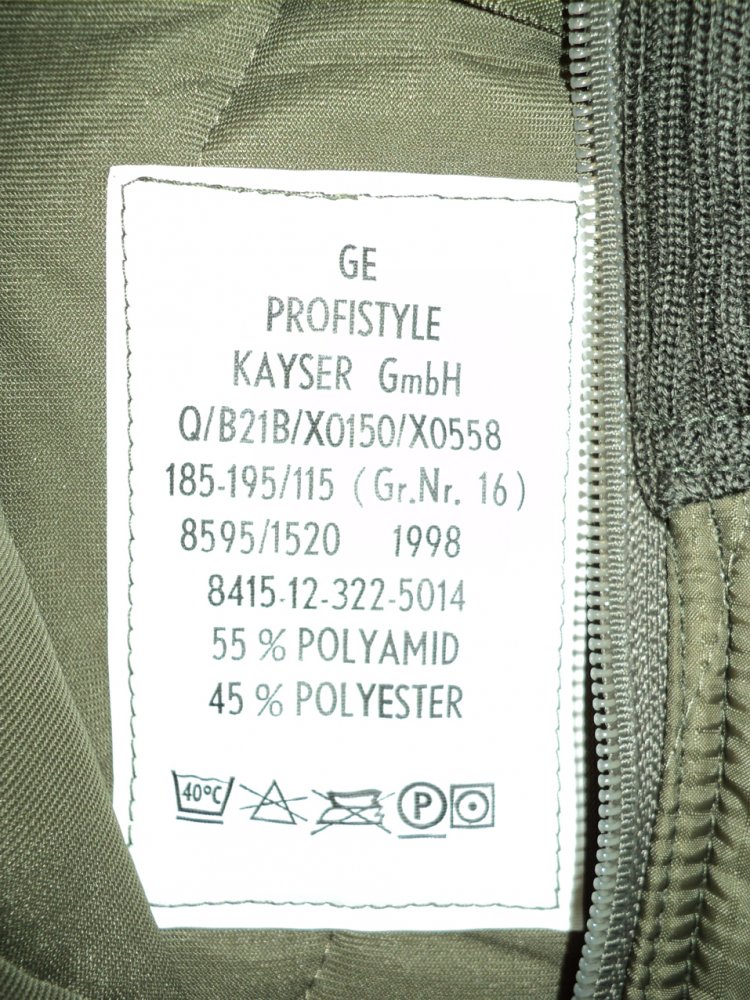 GE
PROFISTYLE
KAYSER GmbH
Q/B21B/X0150/X0558
185-195/115 (Gr.Nr. 16)
8595/1520 1998
8415-12-322-5014
55 % POLYAMID
45 % POLYESTER
40°C P